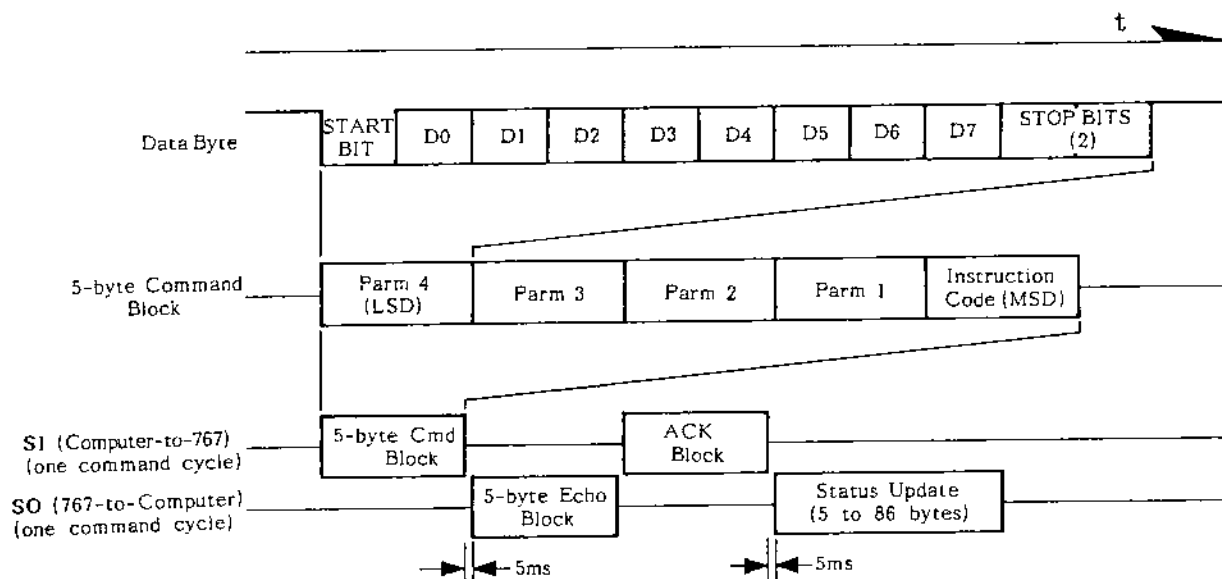 t
Data Byte
START BIT
D0
D1
D2
D3
D4
D5
D6
D7
STOP BITS
(2)
5-byte Command
Block
Parm 4
(LSD)
Parm 3
Parm 2
Parm 1
Instruction
Code (MSD)
SI (Computer-to-767)
(one command cycle)
5-byte Cmd
Block
ACK
Block
SO (767-to-Computer)
(one command cycle)
5-byte Echo
Block
Status Update
(5 to 86 bytes)
5ms
5ms